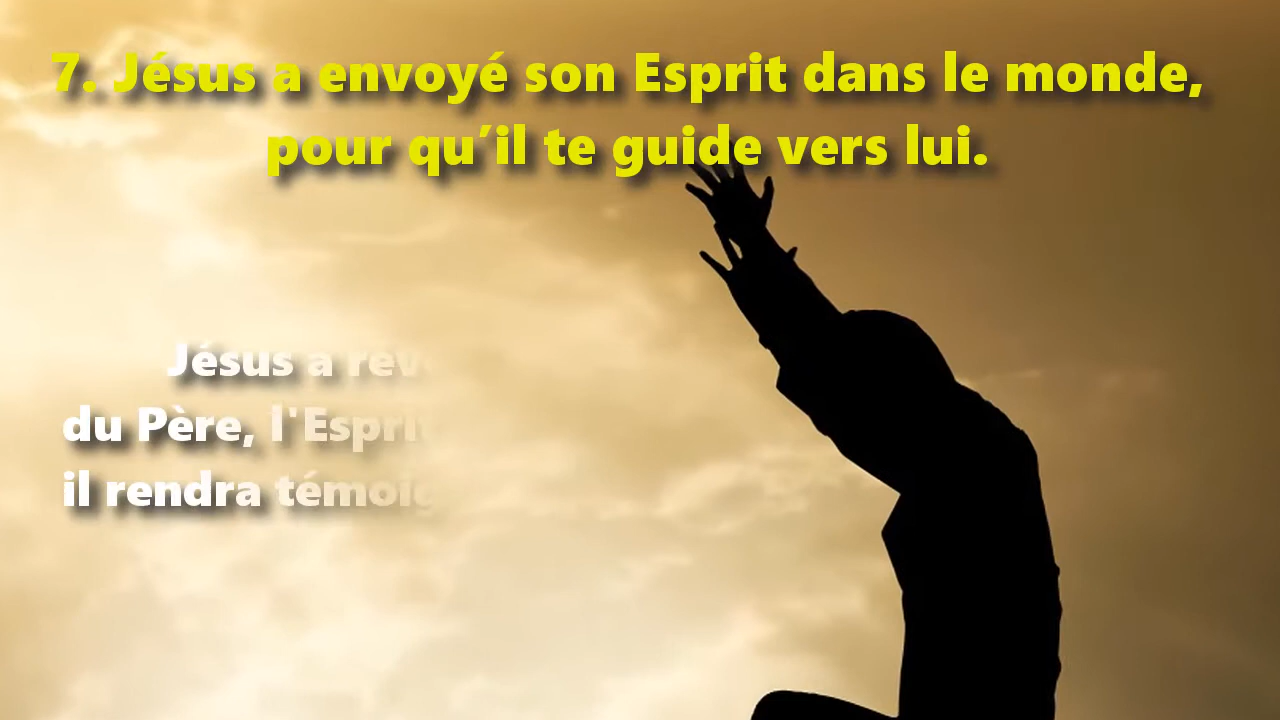 7. Jésus a envoyé son Esprit dans le monde,
pour qu’il te guide vers lui.
Jésus a
du Père, l'Esprit
il rendra